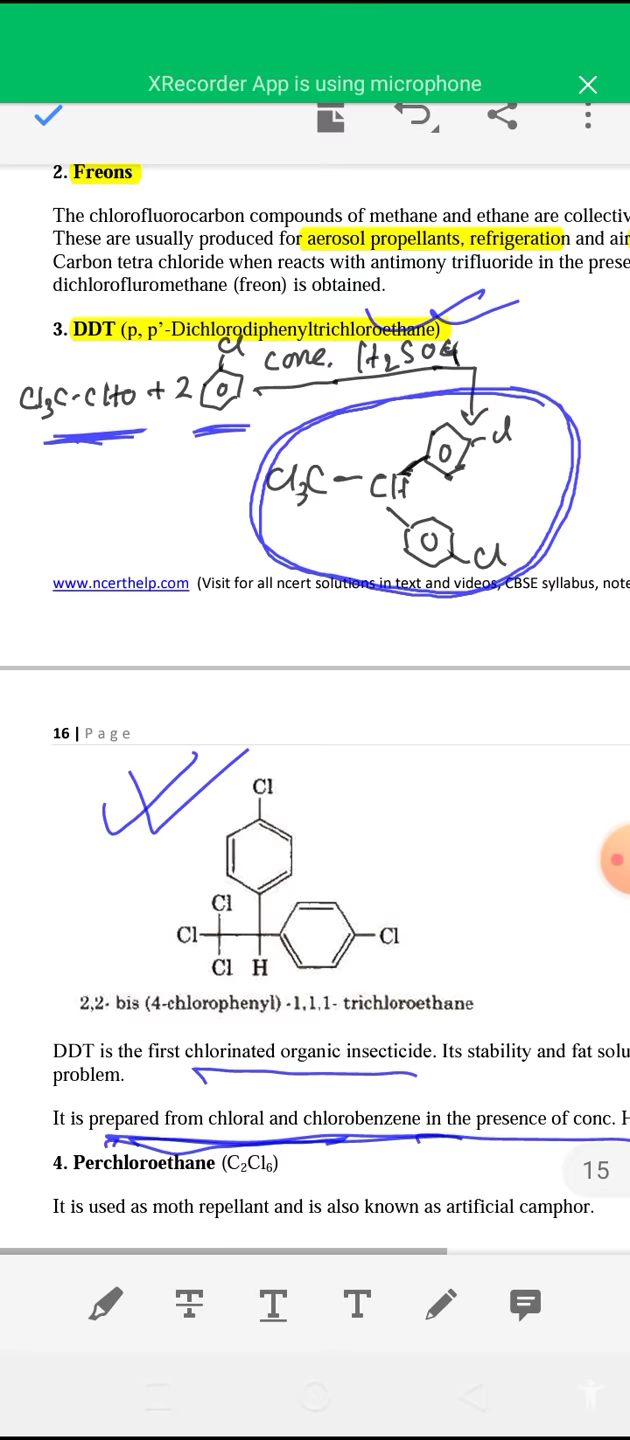 XRecorder App is using microphone
2. Freons
The chlorofluorocarbon compounds of methane and ethane are collectiv
These are usually produced for aerosol propellants, refrigeration and air
Carbon tetra chloride when reacts with antimony trifluoride in the prese
dichlorofluromethane (freon) is obtained.
3. DDT (p, p’-Dichlorodiphenyltrichloroethane)
Cl
conc. H2SO4
Cl3C-CHO + 2
Cl
Cl3C - CH
Cl
www.ncerthelp.com (Visit for all ncert solutions in text and videos, CBSE syllabus, note
16 | Page
Cl
Cl
Cl
Cl
Cl H
2,2- bis (4-chlorophenyl) -1,1,1- trichloroethane
DDT is the first chlorinated organic insecticide. Its stability and fat solu
problem.
It is prepared from chloral and chlorobenzene in the presence of conc. H
4. Perchloroethane (C₂Cl₆)
15
It is used as moth repellant and is also known as artificial camphor.
T T T